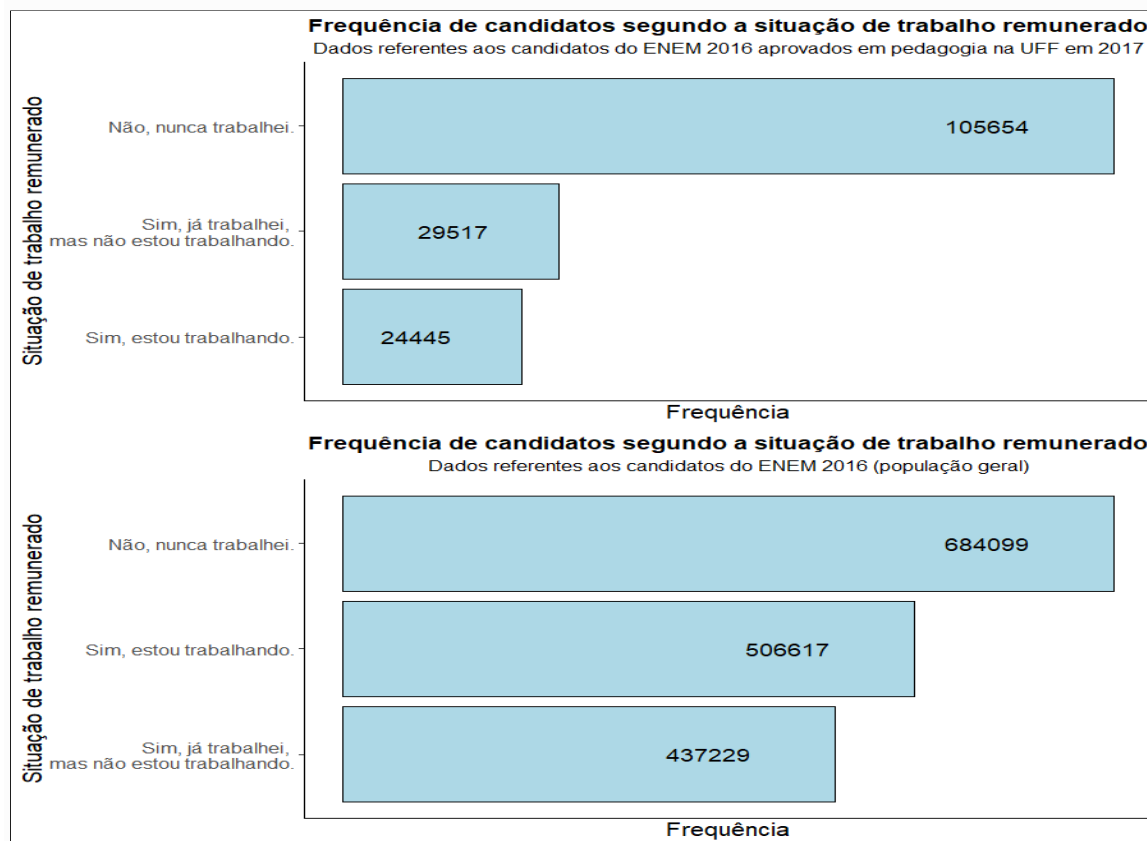 Frequência de candidatos segundo a situação de trabalho remunerado
Dados referentes aos candidatos do ENEM 2016 aprovados em pedagogia na UFF em 2017
Situação de trabalho remunerado
Não, nunca trabalhei.
105654
Sim, já trabalhei,
mas não estou trabalhando.
29517
Sim, estou trabalhando.
24445
Frequência
Frequência de candidatos segundo a situação de trabalho remunerado
Dados referentes aos candidatos do ENEM 2016 (população geral)
Situação de trabalho remunerado
Não, nunca trabalhei.
684099
Sim, estou trabalhando.
506617
Sim, já trabalhei,
mas não estou trabalhando.
437229
Frequência